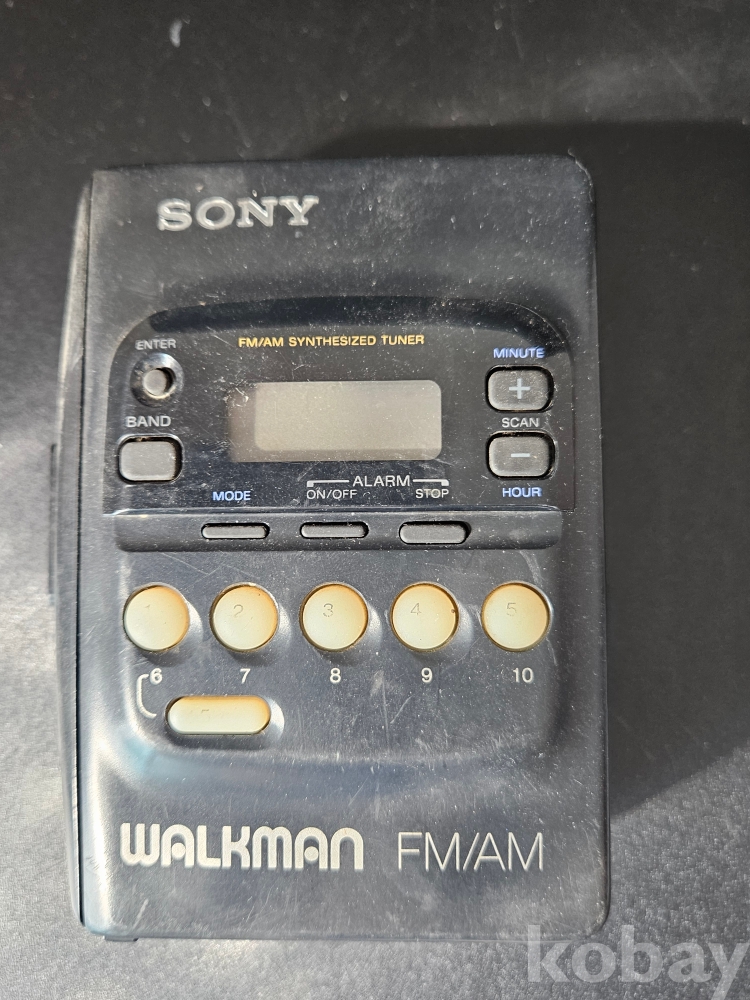 SONY
ENTER
FM/AM SYNTHESIZED TUNER
MINUTE
+
BAND
SCAN
−
ALARM
MODE
ON/OFF
STOP
HOUR
1 2 3 4 5
6 7 8 9 10
WALKMAN FM/AM
kobay